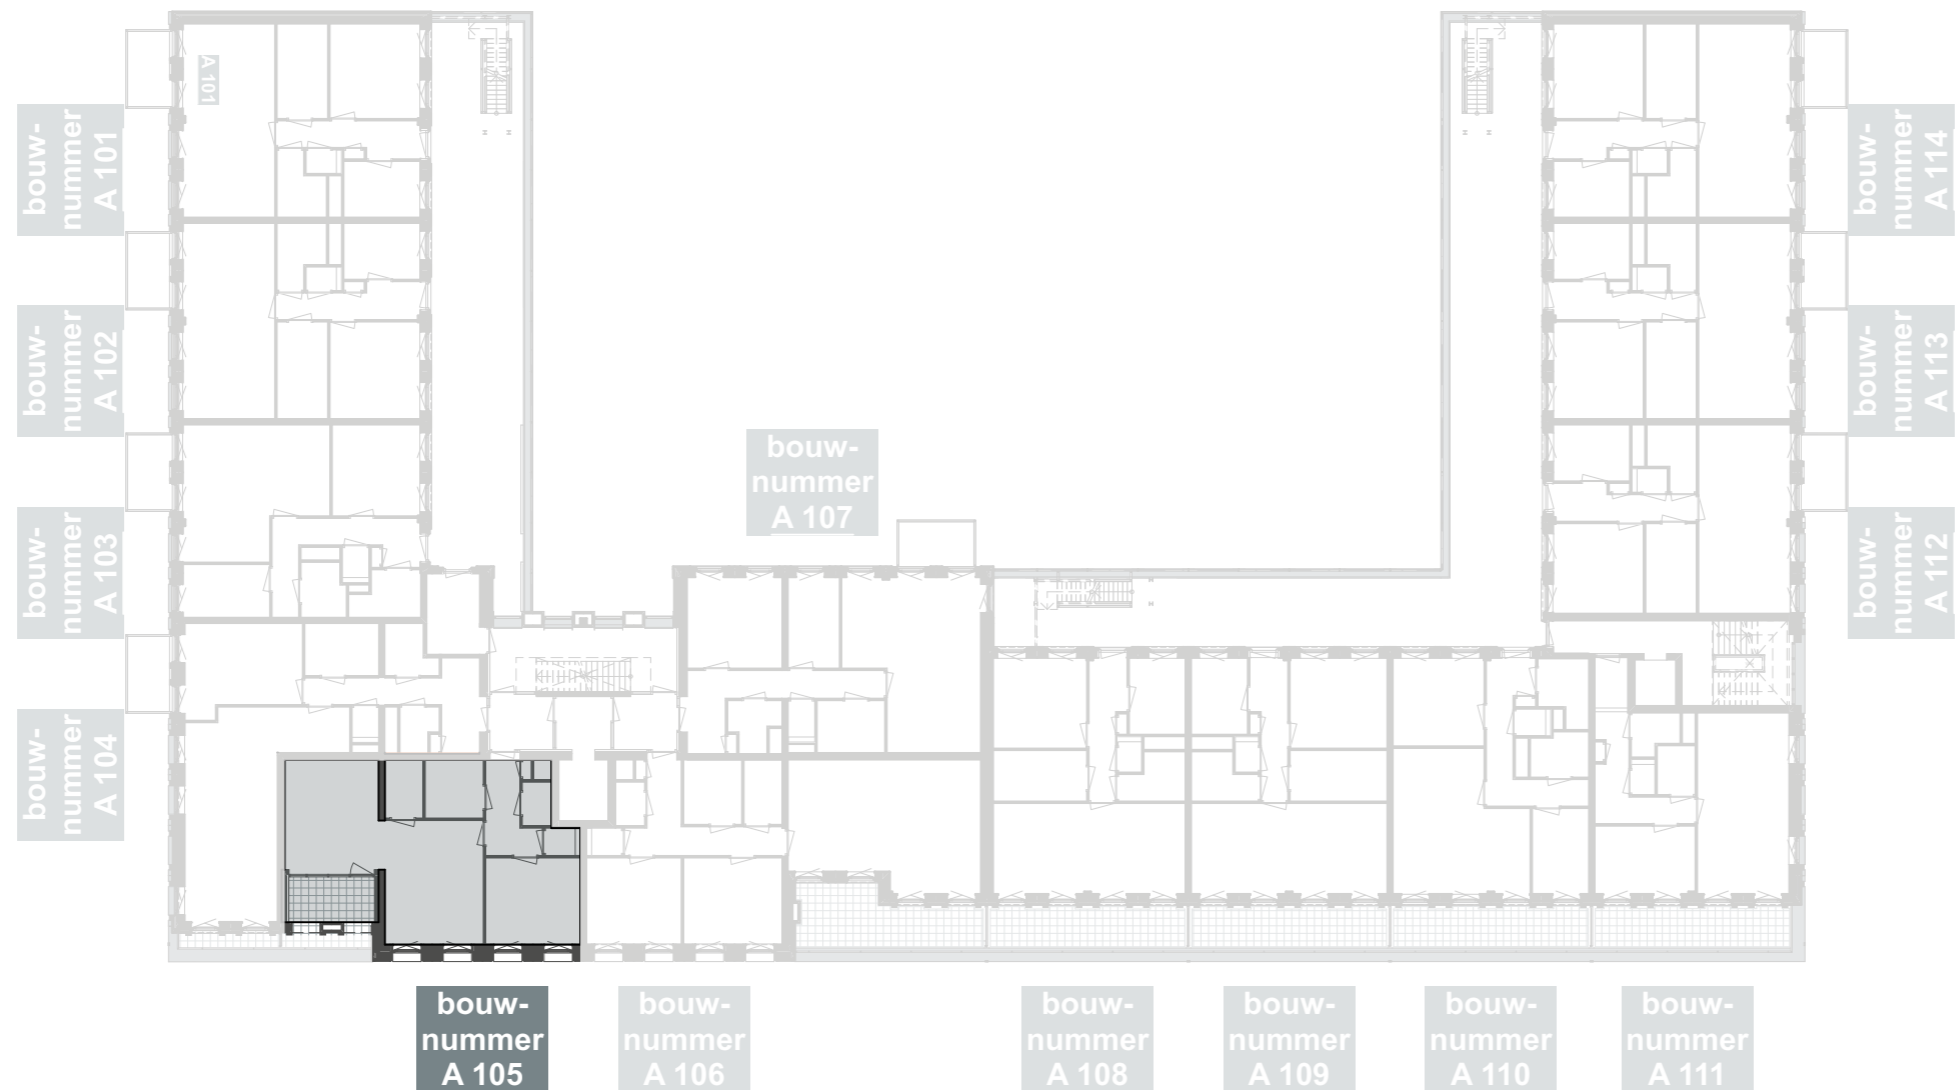 A 101
bouw-
nummer
A 101
bouw-
nummer
A 114
bouw-
nummer
A 102
bouw-
nummer
A 113
bouw-
nummer
A 107
bouw-
nummer
A 103
bouw-
nummer
A 112
bouw-
nummer
A 104
bouw-
nummer
A 105
bouw-
nummer
A 106
bouw-
nummer
A 108
bouw-
nummer
A 109
bouw-
nummer
A 110
bouw-
nummer
A 111